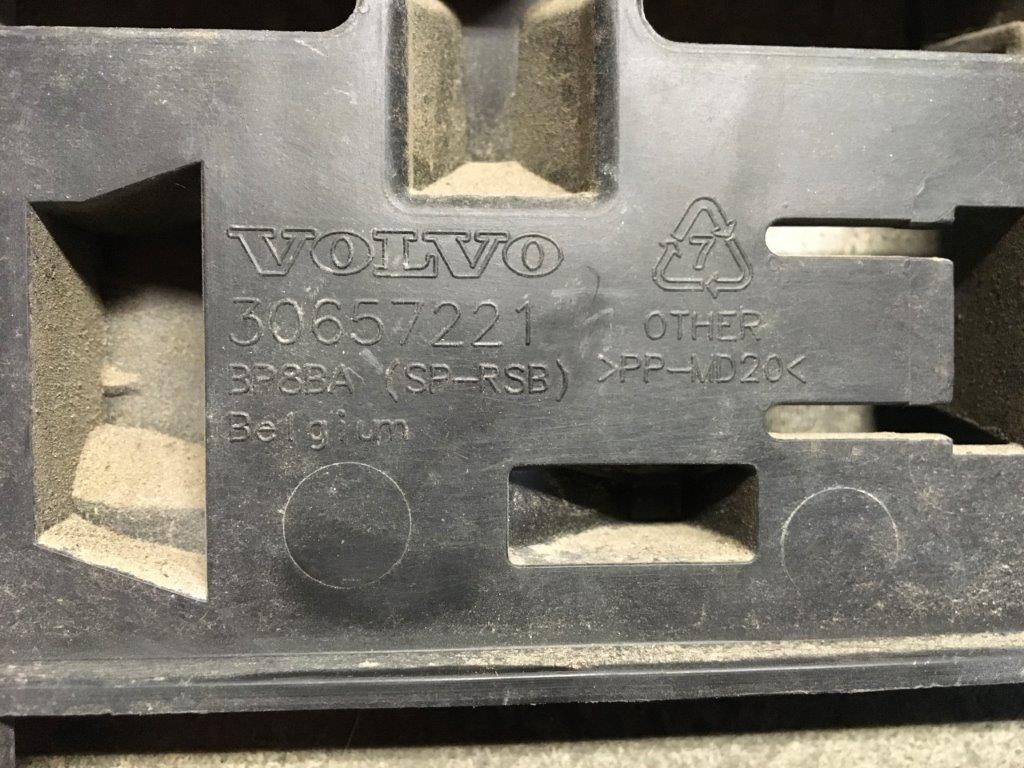 VOLVO
30657221
BP8BA (SP-RSB)
Belgium
7
OTHER
>PP-MD20<